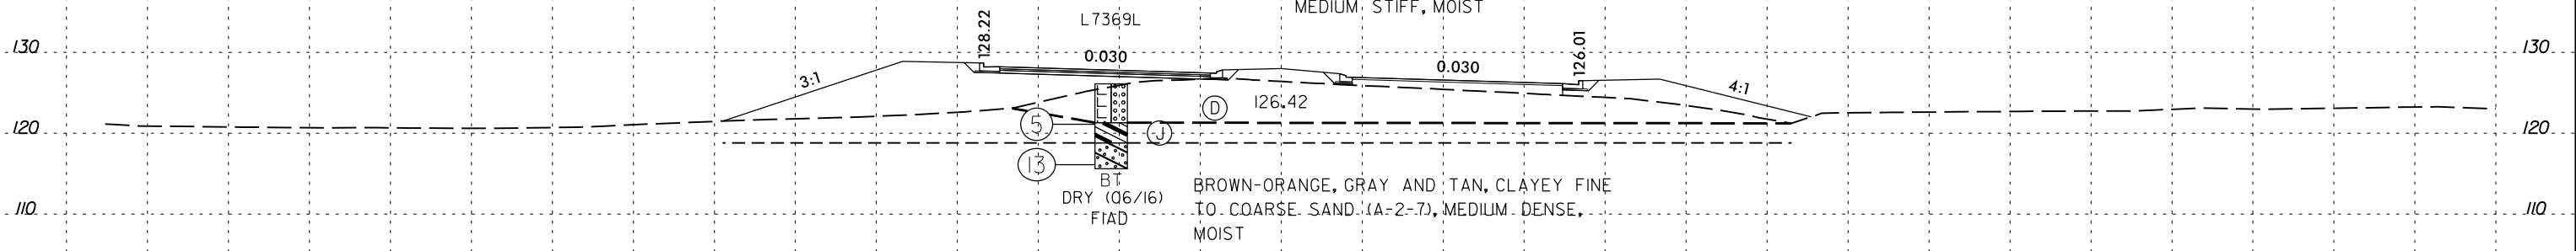 MEDIUM STIFF, MOIST
L7369L
128.22
126.01
130
130
0.030
0.030
3:1
4:1
D
126.42
5
J
120
120
13
BT
DRY (06/16)
FIAD
BROWN-ORANGE, GRAY AND TAN, CLAYEY FINE
TO COARSE SAND (A-2-7), MEDIUM DENSE,
MOIST
110
110